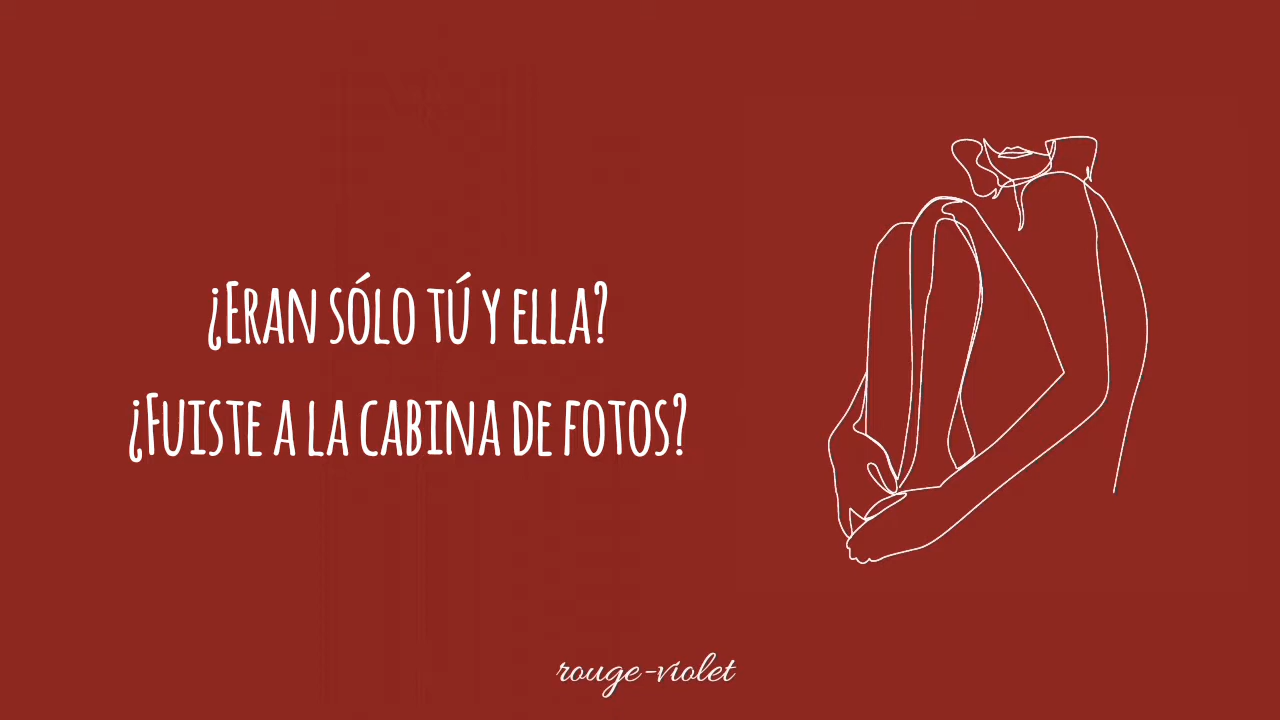 ¿Eran sólo tú y ella?
¿Fuiste a la cabina de fotos?
rouge-violet